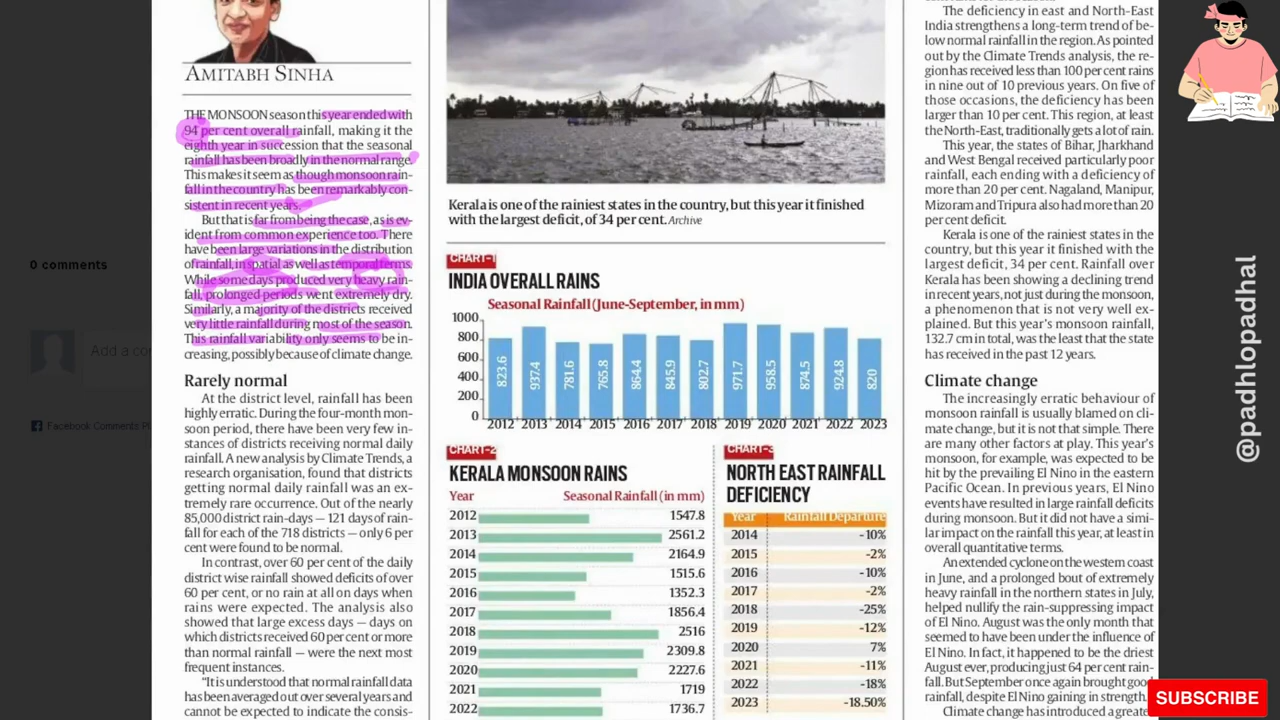 AMITABH SINHA
THE MONSOON season this year ended with
94 per cent overall rainfall, making it the
eighth year in succession that the seasonal
rainfall has been broadly in the normal range.
This makes it seem as though monsoon rain-
fall in the country has been remarkably con-
sistent in recent years.
But that is far from being the case, as is ev-
ident from common experience too. There
have been large variations in the distribution
of rainfall, in spatial as well as temporal terms.
While some days produced very heavy rain-
fall, prolonged periods went extremely dry.
Similarly, a majority of the districts received
very little rainfall during most of the season.
This rainfall variability only seems to be in-
creasing, possibly because of climate change.
Rarely normal
At the district level, rainfall has been
highly erratic. During the four-month mon-
soon period, there have been very few in-
stances of districts receiving normal daily
rainfall. A new analysis by Climate Trends, a
research organisation, found that districts
getting normal daily rainfall was an ex-
tremely rare occurrence. Out of the nearly
85,000 district rain-days — 121 days of rain-
fall for each of the 718 districts — only 6 per
cent were found to be normal.
In contrast, over 60 per cent of the daily
district wise rainfall showed deficits of over
60 per cent, or no rain at all on days when
rains were expected. The analysis also
showed that large excess days — days on
which districts received 60 per cent or more
than normal rainfall — were the next most
frequent instances.
"It is understood that normal rainfall data
has been averaged out over several years and
cannot be expected to indicate the consis-
Kerala is one of the rainiest states in the country, but this year it finished
with the largest deficit, of 34 per cent. Archive
CHART-1
INDIA OVERALL RAINS
Seasonal Rainfall (June-September, in mm)
1000
800
600
400
200
0
823.6 937.4 781.6 765.8 864.4 845.9 802.7 971.7 958.5 874.5 924.8 820
2012 2013 2014 2015 2016 2017 2018 2019 2020 2021 2022 2023
CHART-2
KERALA MONSOON RAINS
Year Seasonal Rainfall (in mm)
2012 1547.8
2013 2561.2
2014 2164.9
2015 1515.6
2016 1352.3
2017 1856.4
2018 2516
2019 2309.8
2020 2227.6
2021 1719
2022 1736.7
CHART-3
NORTH EAST RAINFALL
DEFICIENCY
Year Rainfall Departure
2014 -10%
2015 -2%
2016 -10%
2017 -2%
2018 -25%
2019 -12%
2020 7%
2021 -11%
2022 -18%
2023 -18.50%
The deficiency in east and North-East
India strengthens a long-term trend of be-
low normal rainfall in the region. As pointed
out by the Climate Trends analysis, the re-
gion has received less than 100 per cent rains
in nine out of 10 previous years. On five of
those occasions, the deficiency has been
larger than 10 per cent. This region, at least
the North-East, traditionally gets a lot of rain.
This year, the states of Bihar, Jharkhand
and West Bengal received particularly poor
rainfall, each ending with a deficiency of
more than 20 per cent. Nagaland, Manipur,
Mizoram and Tripura also had more than 20
per cent deficit.
Kerala is one of the rainiest states in the
country, but this year it finished with the
largest deficit, 34 per cent. Rainfall over
Kerala has been showing a declining trend
in recent years, not just during the monsoon,
a phenomenon that is not very well ex-
plained. But this year's monsoon rainfall,
132.7 cm in total, was the least that the state
has received in the past 12 years.
Climate change
The increasingly erratic behaviour of
monsoon rainfall is usually blamed on cli-
mate change, but it is not that simple. There
are many other factors at play. This year's
monsoon, for example, was expected to be
hit by the prevailing El Nino in the eastern
Pacific Ocean. In previous years, El Nino
events have resulted in large rainfall deficits
during monsoon. But it did not have a simi-
lar impact on the rainfall this year, at least in
overall quantitative terms.
An extended cyclone on the western coast
in June, and a prolonged bout of extremely
heavy rainfall in the northern states in July,
helped nullify the rain-suppressing impact
of El Nino. August was the only month that
seemed to have been under the influence of
El Nino. In fact, it happened to be the driest
August ever, producing just 64 per cent rain-
fall. But September once again brought good
rainfall, despite El Nino gaining in strength.
Climate change has introduced a greate
0 comments
Add a co
Facebook Comments Pl
@padhlopadhal
SUBSCRIBE